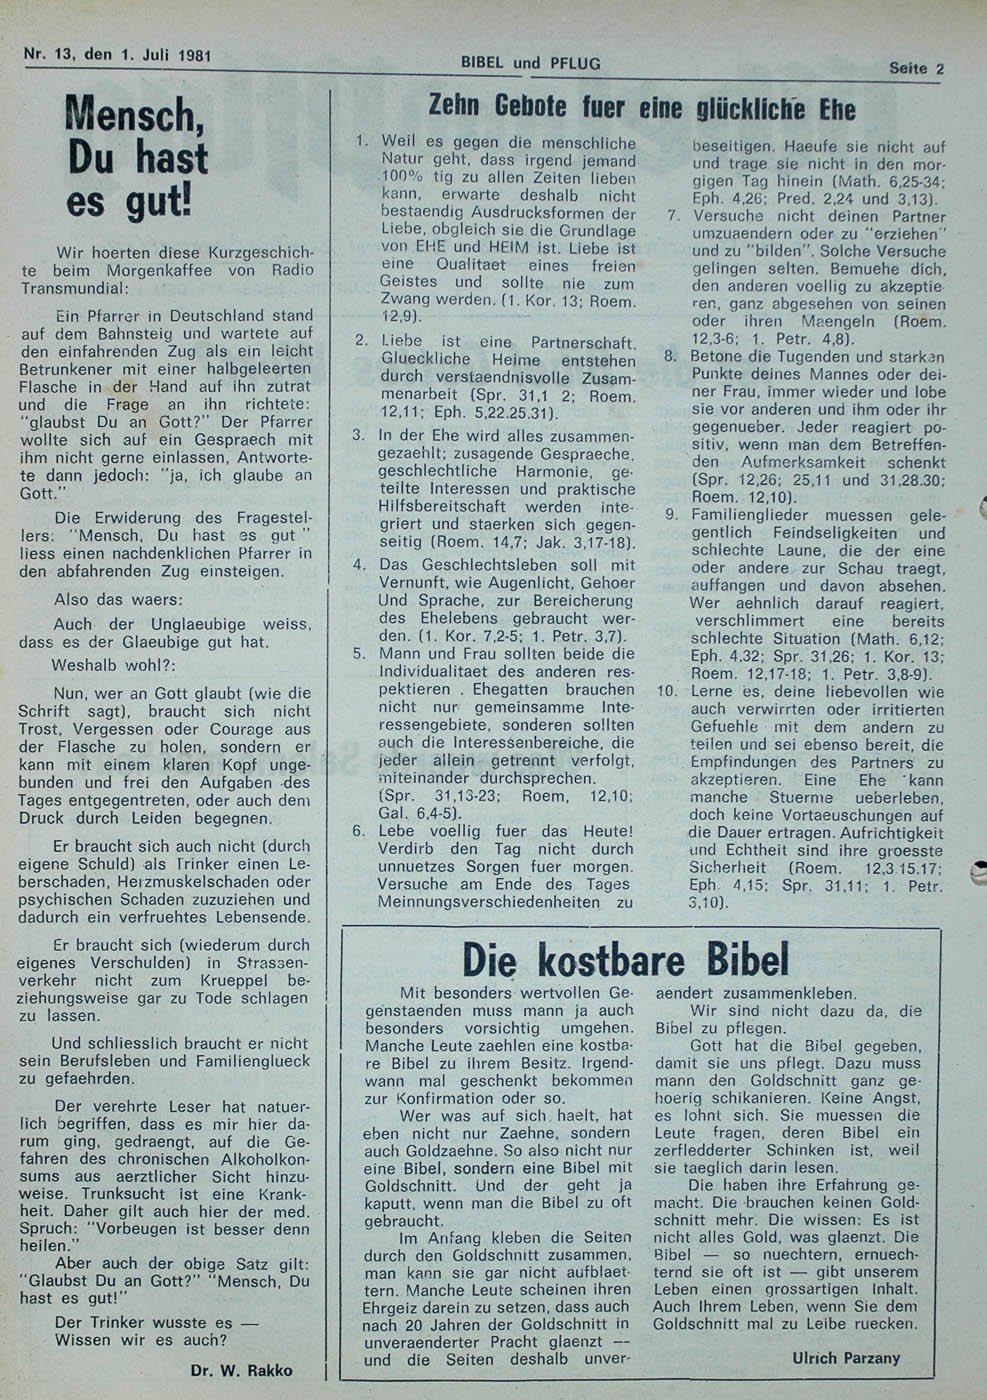 Nr. 13, den 1. Juli 1981
BIBEL und PFLUG
Seite 2
Mensch,
Du hast
es gut!
Wir hoerten diese Kurzgeschich-
te beim Morgenkaffee von Radio
Transmundial:
Ein Pfarrer in Deutschland stand
auf dem Bahnsteig und wartete auf
den einfahrenden Zug als ein leicht
Betrunkener mit einer halbgeleerten
Flasche in der Hand auf ihn zutrat
und die Frage an ihn richtete:
"glaubst Du an Gott?" Der Pfarrer
wollte sich auf ein Gespraech mit
ihm nicht gerne einlassen, Antworte-
te dann jedoch: "ja, ich glaube an
Gott."
Die Erwiderung des Fragestel-
lers: "Mensch, Du hast es gut "
liess einen nachdenklichen Pfarrer in
den abfahrenden Zug einsteigen.
Also das waers:
Auch der Unglaeubige weiss,
dass es der Glaeubige gut hat.
Weshalb wohl?:
Nun, wer an Gott glaubt (wie die
Schrift sagt), braucht sich nicht
Trost, Vergessen oder Courage aus
der Flasche zu holen, sondern er
kann mit einem klaren Kopf unge-
bunden und frei den Aufgaben des
Tages entgegentreten, oder auch dem
Druck durch Leiden begegnen.
Er braucht sich auch nicht (durch
eigene Schuld) als Trinker einen Le-
berschaden, Herzmuskelschaden oder
psychischen Schaden zuzuziehen und
dadurch ein verfruehtes Lebensende.
Er braucht sich (wiederum durch
eigenes Verschulden) in Strassen-
verkehr nicht zum Krueppel be-
ziehungsweise gar zu Tode schlagen
zu lassen.
Und schliesslich braucht er nicht
sein Berufsleben und Familienglueck
zu gefaehrden.
Der verehrte Leser hat natuer-
lich begriffen, dass es mir hier da-
rum ging, gedraengt, auf die Ge-
fahren des chronischen Alkoholkon-
sums aus aerztlicher Sicht hinzu-
weise. Trunksucht ist eine Krank-
heit. Daher gilt auch hier der med.
Spruch: "Vorbeugen ist besser denn
heilen."
Aber auch der obige Satz gilt:
"Glaubst Du an Gott?" "Mensch, Du
hast es gut!"
Der Trinker wusste es —
Wissen wir es auch?
Dr. W. Rakko
Zehn Gebote fuer eine glückliche Ehe
1. Weil es gegen die menschliche
Natur geht, dass irgend jemand
100% tig zu allen Zeiten lieben
kann, erwarte deshalb nicht
bestaendig Ausdrucksformen der
Liebe, obgleich sie die Grundlage
von EHE und HEIM ist. Liebe ist
eine Qualitaet eines freien
Geistes und sollte nie zum
Zwang werden. (1. Kor. 13; Roem.
12,9).
2. Liebe ist eine Partnerschaft.
Glueckliche Heime entstehen
durch verstaendnisvolle Zusam-
menarbeit (Spr. 31,1 2; Roem.
12,11; Eph. 5,22.25.31).
3. In der Ehe wird alles zusammen-
gezaehlt; zusagende Gespraeche,
geschlechtliche Harmonie, ge-
teilte Interessen und praktische
Hilfsbereitschaft werden inte-
griert und staerken sich gegen-
seitig (Roem. 14,7; Jak. 3,17-18).
4. Das Geschlechtsleben soll mit
Vernunft, wie Augenlicht, Gehoer
Und Sprache, zur Bereicherung
des Ehelebens gebraucht wer-
den. (1. Kor. 7,2-5; 1. Petr. 3,7).
5. Mann und Frau sollten beide die
Individualitaet des anderen res-
pektieren . Ehegatten brauchen
nicht nur gemeinsamme Inte-
ressengebiete, sonderen sollten
auch die Interessenbereiche, die
jeder allein getrennt verfolgt,
miteinander durchsprechen.
(Spr. 31,13-23; Roem, 12,10;
Gal. 6,4-5).
6. Lebe voellig fuer das Heute!
Verdirb den Tag nicht durch
unnuetzes Sorgen fuer morgen.
Versuche am Ende des Tages
Meinnungsverschiedenheiten zu
beseitigen. Haeufe sie nicht auf
und trage sie nicht in den mor-
gigen Tag hinein (Math. 6,25-34;
Eph. 4,26; Pred. 2,24 und 3,13).
7. Versuche nicht deinen Partner
umzuaendern oder zu "erziehen"
und zu "bilden". Solche Versuche
gelingen selten. Bemuehe dich,
den anderen voellig zu akzeptie-
ren, ganz abgesehen von seinen
oder ihren Maengeln (Roem.
12,3-6; 1. Petr. 4,8).
8. Betone die Tugenden und starken
Punkte deines Mannes oder dei-
ner Frau, immer wieder und lobe
sie vor anderen und ihm oder ihr
gegenueber. Jeder reagiert po-
sitiv, wenn man dem Betreffen-
den Aufmerksamkeit schenkt
(Spr. 12,26; 25,11 und 31,28.30;
Roem. 12,10).
9. Familienglieder muessen gele-
gentlich Feindseligkeiten und
schlechte Laune, die der eine
oder andere zur Schau traegt,
auffangen und davon absehen.
Wer aehnlich darauf reagiert,
verschlimmert eine bereits
schlechte Situation (Math. 6,12;
Eph. 4,32; Spr. 31,26; 1. Kor. 13;
Roem. 12,17-18; 1. Petr. 3,8-9).
10. Lerne es, deine liebevollen wie
auch verwirrten oder irritierten
Gefuehle mit dem andern zu
teilen und sei ebenso bereit, die
Empfindungen des Partners zu
akzeptieren. Eine Ehe kann
manche Stuerme ueberleben,
doch keine Vortaeuschungen auf
die Dauer ertragen. Aufrichtigkeit
und Echtheit sind ihre groesste
Sicherheit (Roem. 12,3.15.17;
Eph. 4,15; Spr. 31,11; 1. Petr.
3,10).
Die kostbare Bibel
Mit besonders wertvollen Ge-
genstaenden muss mann ja auch
besonders vorsichtig umgehen.
Manche Leute zaehlen eine kostba-
re Bibel zu ihrem Besitz. Irgend-
wann mal geschenkt bekommen
zur Konfirmation oder so.
Wer was auf sich haelt, hat
eben nicht nur Zaehne, sondern
auch Goldzaehne. So also nicht nur
eine Bibel, sondern eine Bibel mit
Goldschnitt. Und der geht ja
kaputt, wenn man die Bibel zu oft
gebraucht.
Im Anfang kleben die Seiten
durch den Goldschnitt zusammen,
man kann sie gar nicht aufblaet-
tern. Manche Leute scheinen ihren
Ehrgeiz darein zu setzen, dass auch
nach 20 Jahren der Goldschnitt in
unveraenderter Pracht glaenzt —
und die Seiten deshalb unver-
aendert zusammenkleben.
Wir sind nicht dazu da, die
Bibel zu pflegen.
Gott hat die Bibel gegeben,
damit sie uns pflegt. Dazu muss
mann den Goldschnitt ganz ge-
hoerig schikanieren. Keine Angst,
es lohnt sich. Sie muessen die
Leute fragen, deren Bibel ein
zerfledderter Schinken ist, weil
sie taeglich darin lesen.
Die haben ihre Erfahrung ge-
macht. Die brauchen keinen Gold-
schnitt mehr. Die wissen: Es ist
nicht alles Gold, was glaenzt. Die
Bibel — so nuechtern, ernuech-
ternd sie oft ist — gibt unserem
Leben einen grossartigen Inhalt.
Auch Ihrem Leben, wenn Sie dem
Goldschnitt mal zu Leibe ruecken.
Ulrich Parzany